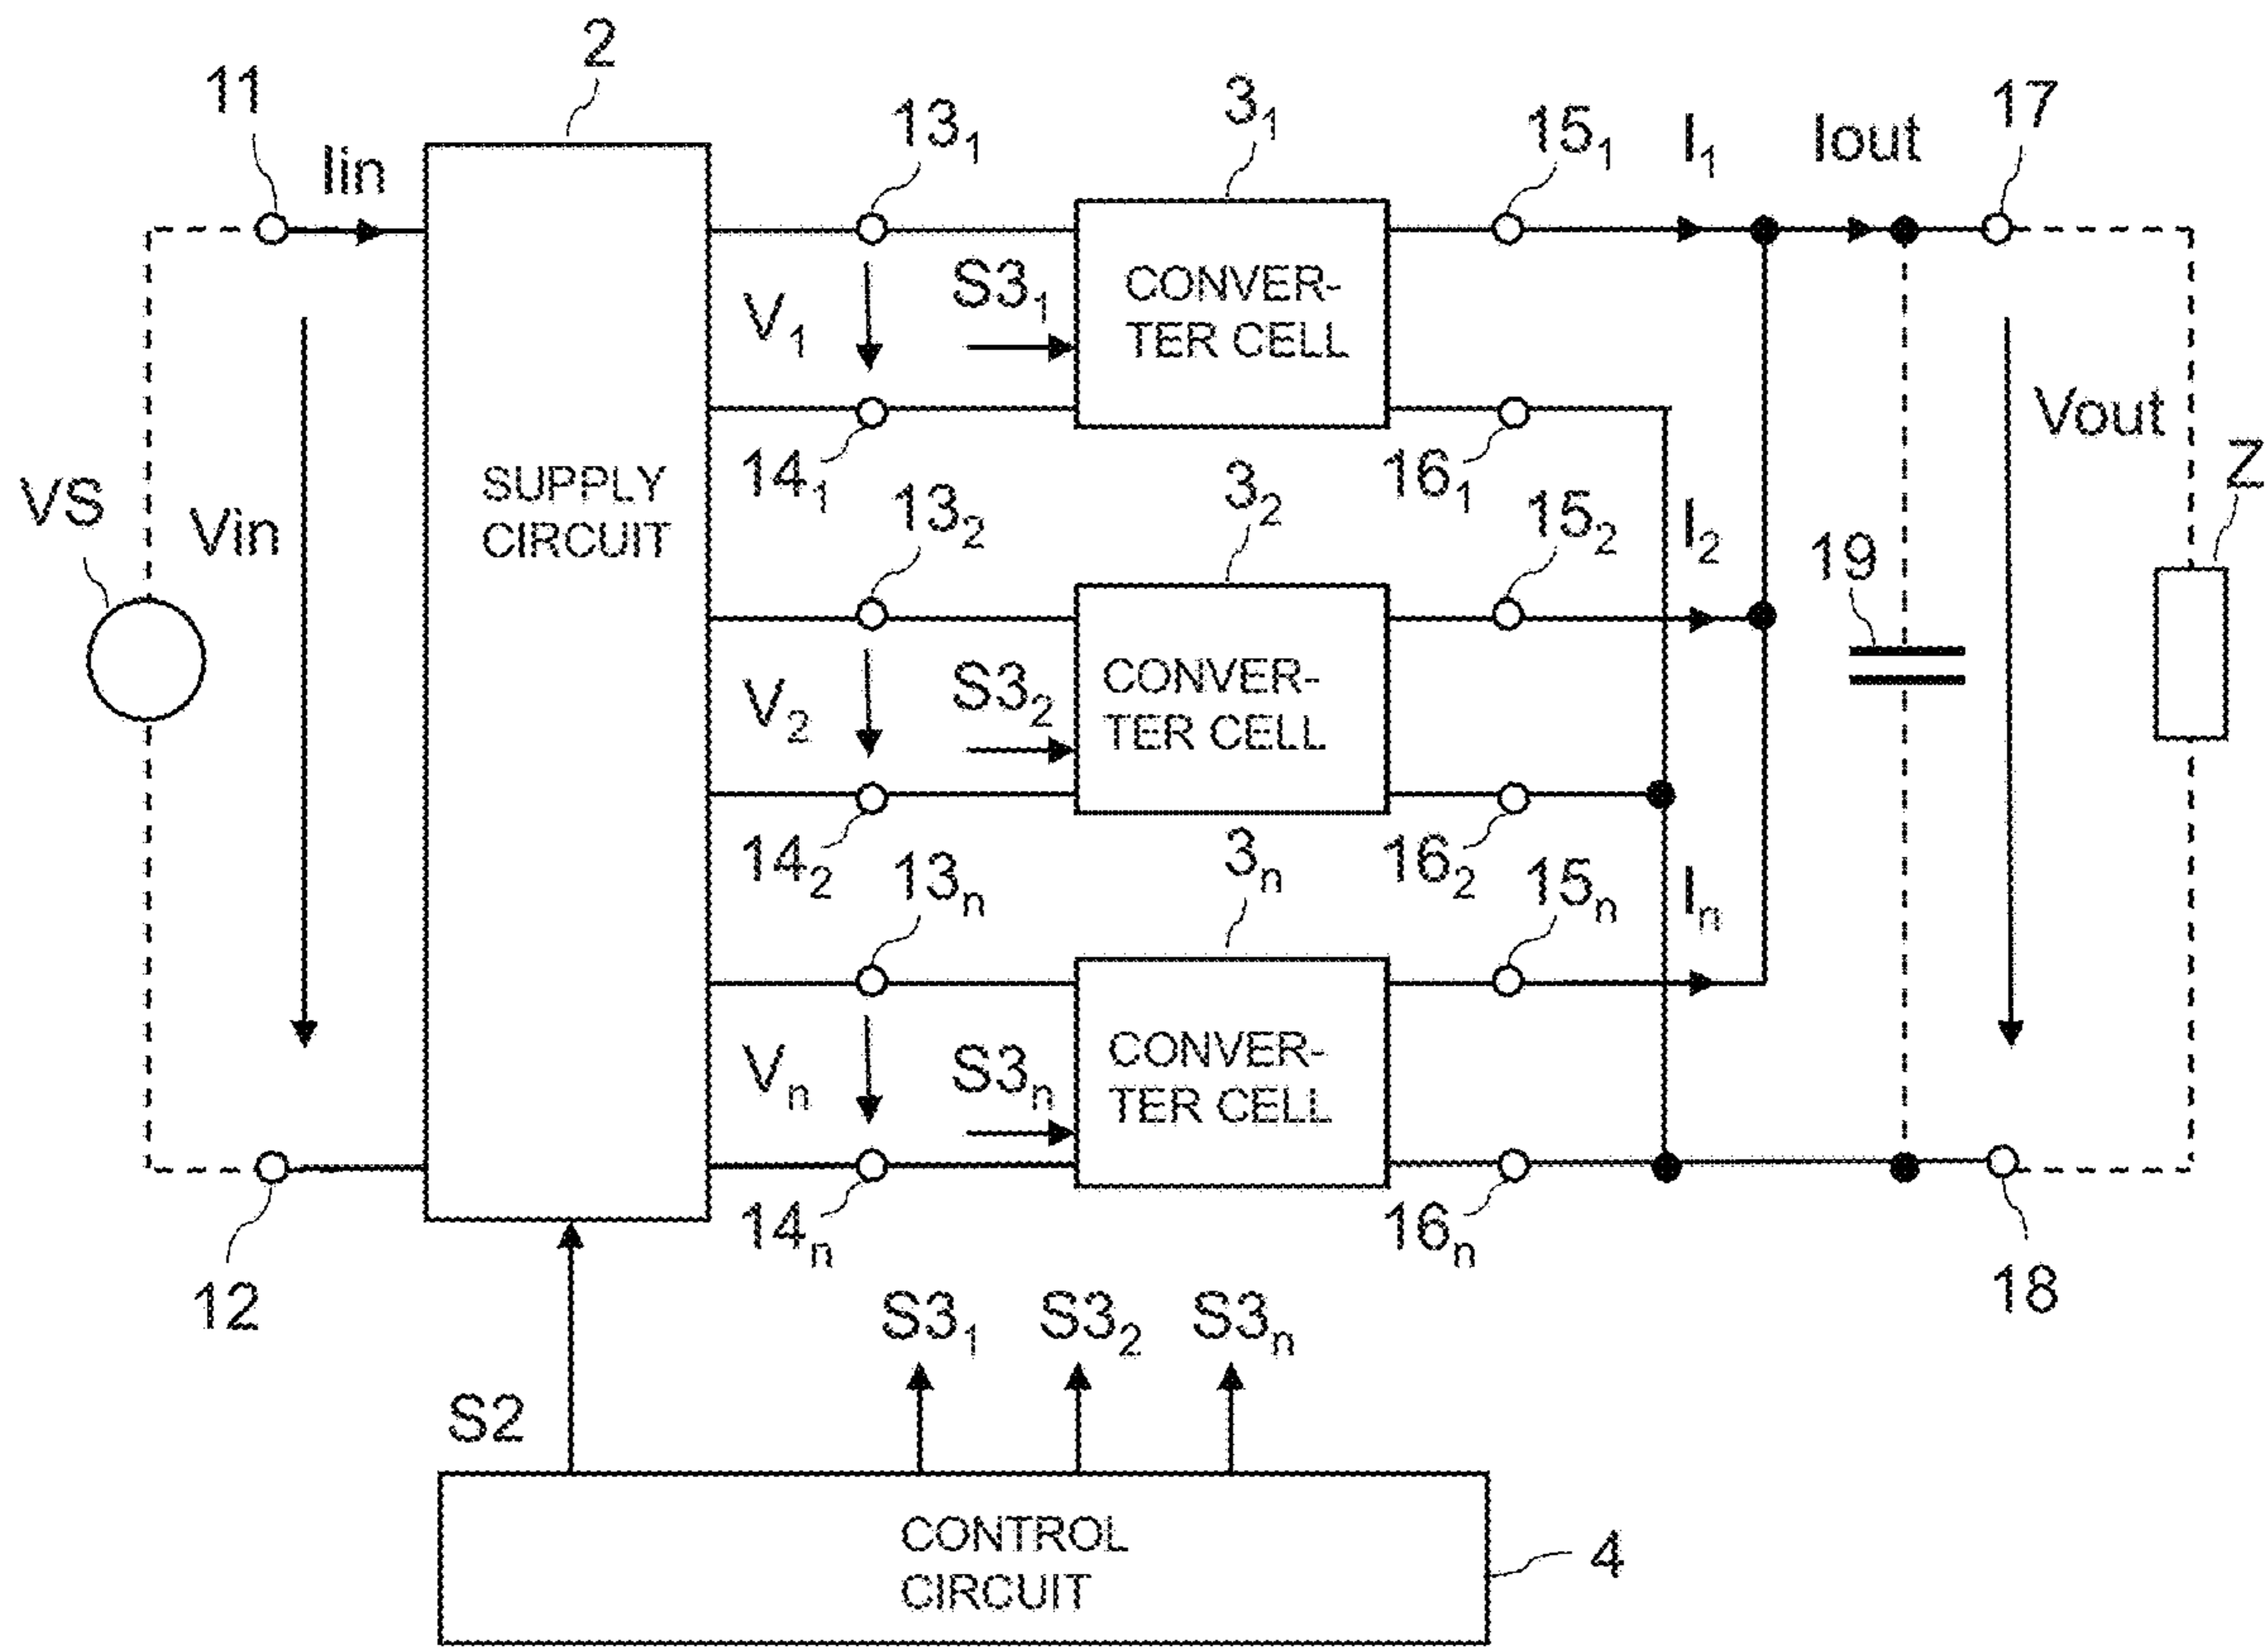 2
11
Iin
13₁
3₁
15₁
I₁
Iout
17
S3₁
CONVER-
TER CELL
V₁
Vout
VS
Vin
SUPPLY
CIRCUIT
14₁
13₂
3₂
16₁
15₂
I₂
19
Z
V₂
S3₂
CONVER-
TER CELL
14₂
13ₙ
3ₙ
16₂
15ₙ
Iₙ
Vₙ
S3ₙ
CONVER-
TER CELL
12
14ₙ
16ₙ
18
S2
S3₁
S3₂
S3ₙ
CONTROL
CIRCUIT
4